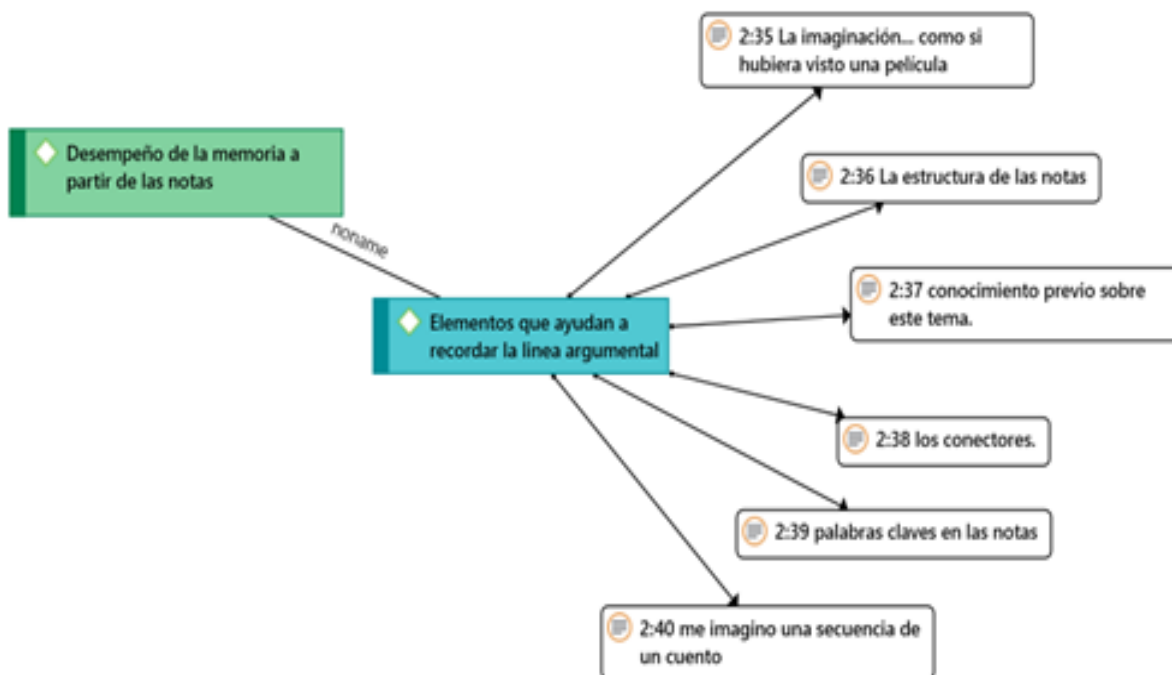 2:35 La imaginación... como si
hubiera visto una película
Desempeño de la memoria a
partir de las notas
2:36 La estructura de las notas
noname
2:37 conocimiento previo sobre
este tema.
Elementos que ayudan a
recordar la linea argumental
2:38 los conectores.
2:39 palabras claves en las notas
2:40 me imagino una secuencia de
un cuento